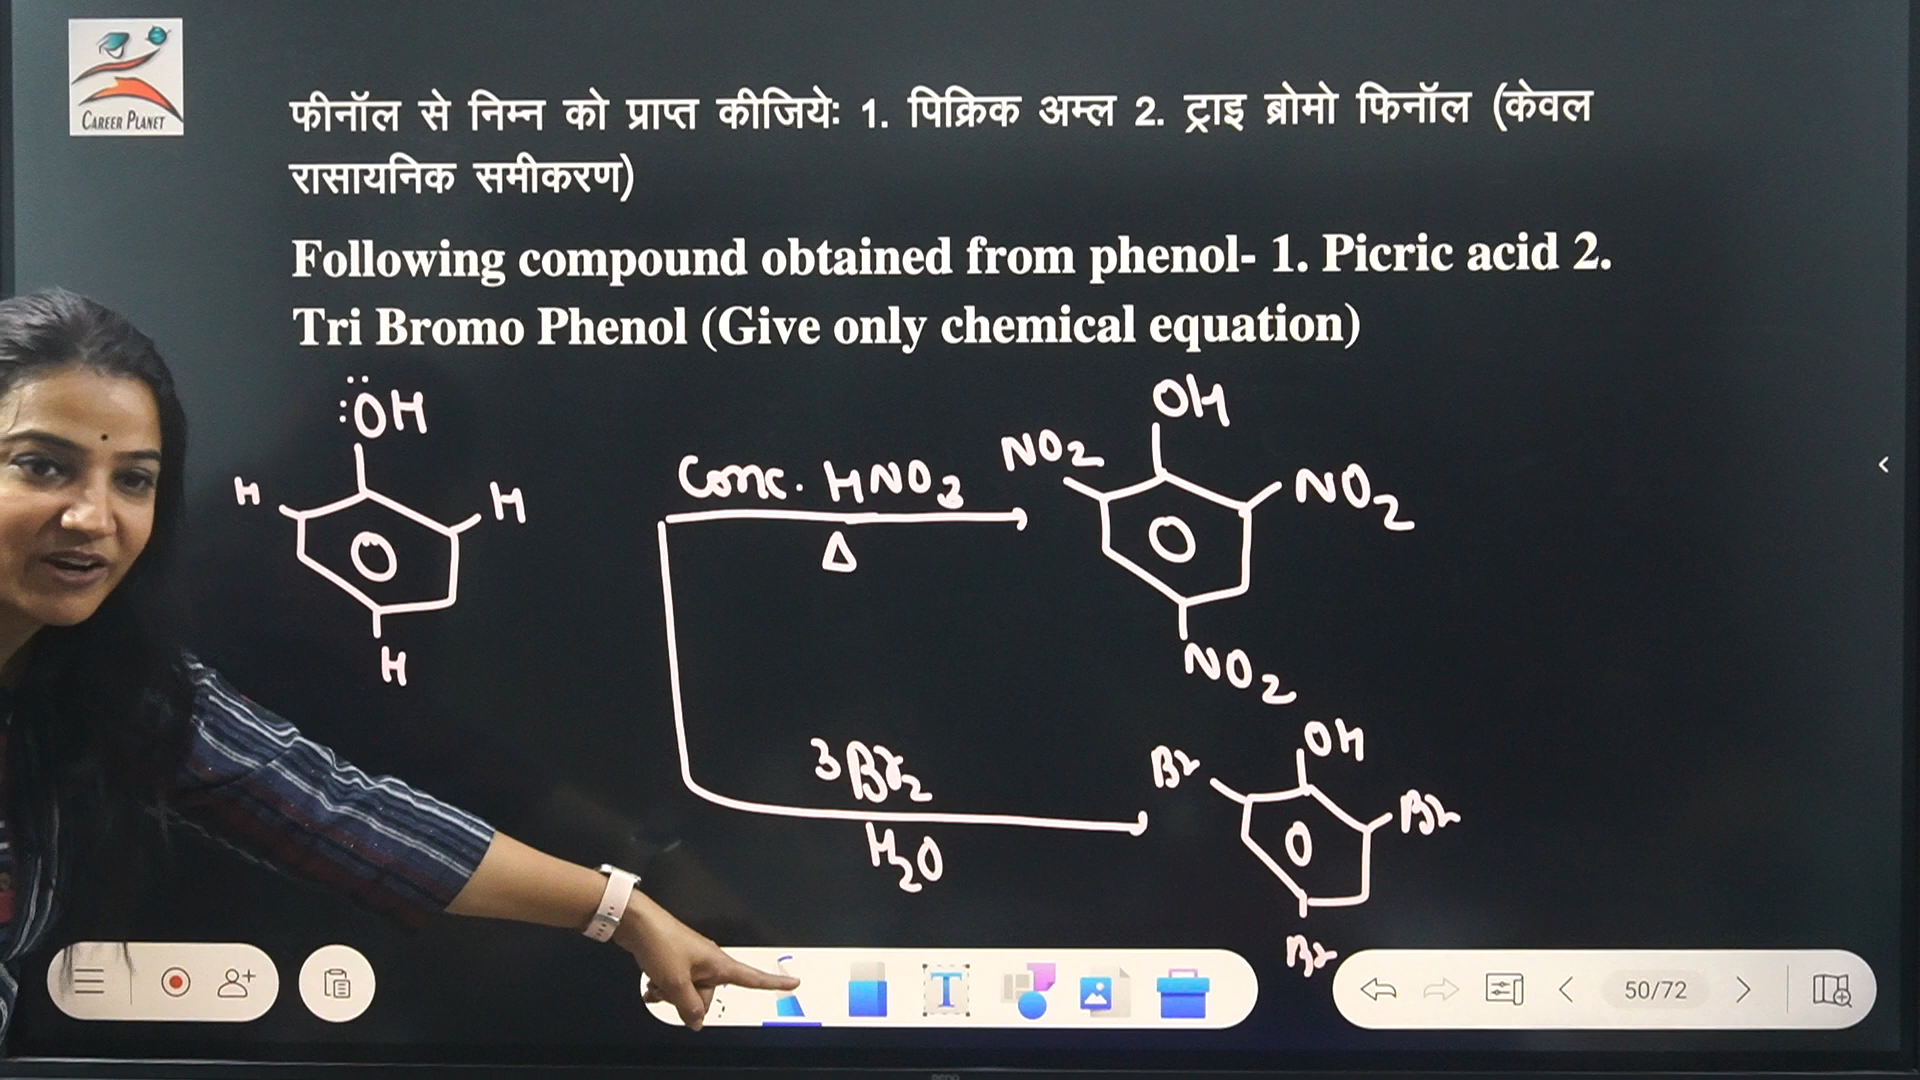 CAREER PLANET
फीनॉल से निम्न को प्राप्त कीजियेः 1. पिक्रिक अम्ल 2. ट्राइ ब्रोमो फिनॉल (केवल
रासायनिक समीकरण)
Following compound obtained from phenol- 1. Picric acid 2.
Tri Bromo Phenol (Give only chemical equation)
:ÖH
H
H
H
Conc. HNO3
Δ
OH
NO2
NO2
NO2
3Br2
H2O
OH
Br
Br
Br
T
50/72